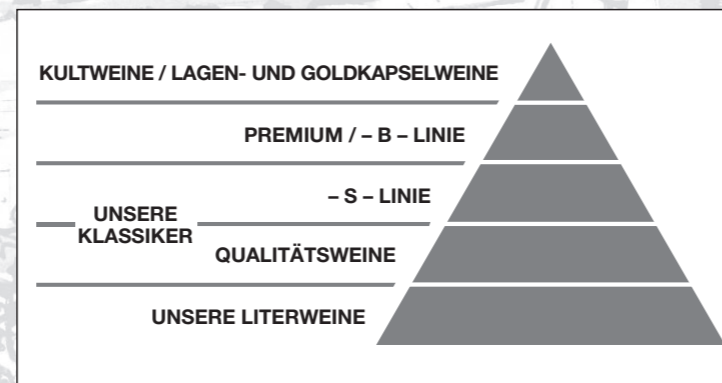 KULTWEINE / LAGEN- UND GOLDKAPSELWEINE
PREMIUM / – B – LINIE
– S – LINIE
UNSERE
KLASSIKER
QUALITÄTSWEINE
UNSERE LITERWEINE